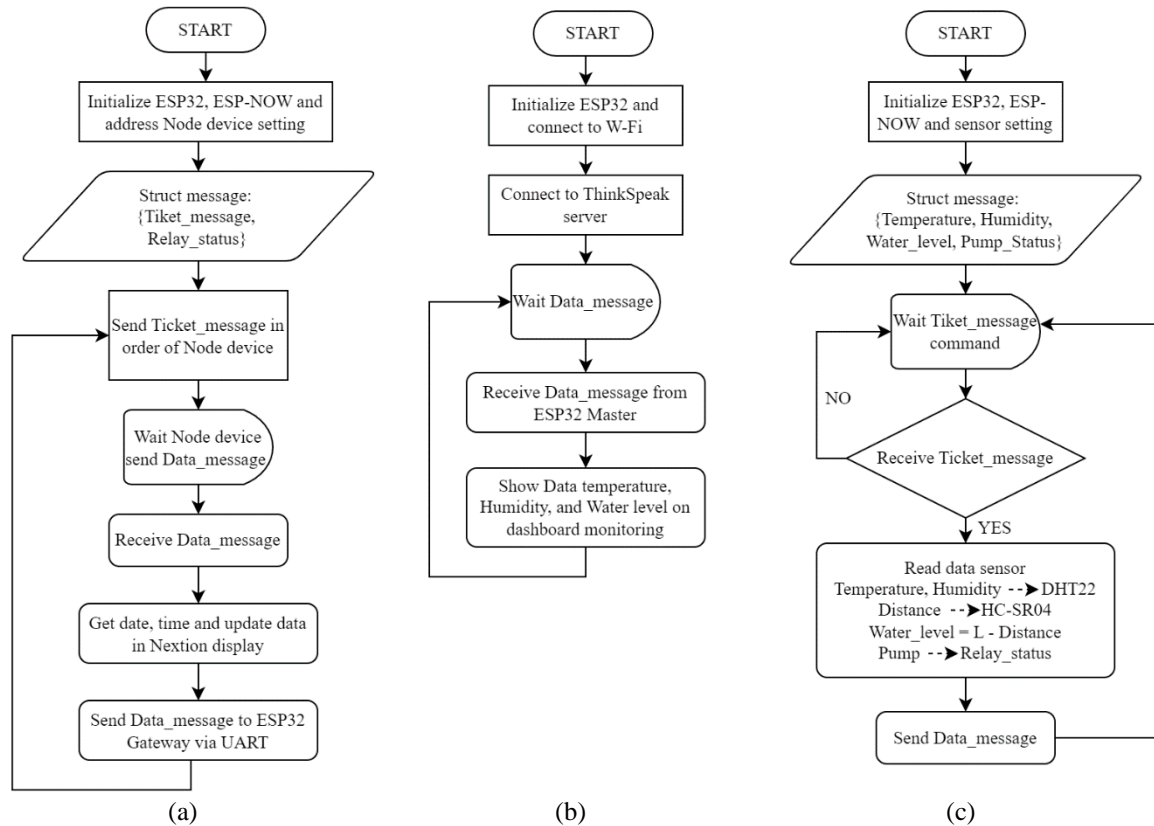 START
Initialize ESP32, ESP-NOW and
address Node device setting
Struct message:
{Tiket_message,
Relay_status}
Send Ticket_message in
order of Node device
Wait Node device
send Data_message
Receive Data_message
Get date, time and update data
in Nextion display
Send Data_message to ESP32
Gateway via UART
(a)
START
Initialize ESP32 and
connect to W-Fi
Connect to ThinkSpeak
server
Wait Data_message
Receive Data_message from
ESP32 Master
Show Data temperature,
Humidity, and Water level on
dashboard monitoring
(b)
START
Initialize ESP32, ESP-
NOW and sensor setting
Struct message:
{Temperature, Humidity,
Water_level, Pump_Status}
Wait Tiket_message
command
NO
Receive Ticket_message
YES
Read data sensor
Temperature, Humidity --➤ DHT22
Distance --➤ HC-SR04
Water_level = L - Distance
Pump --➤ Relay_status
Send Data_message
(c)